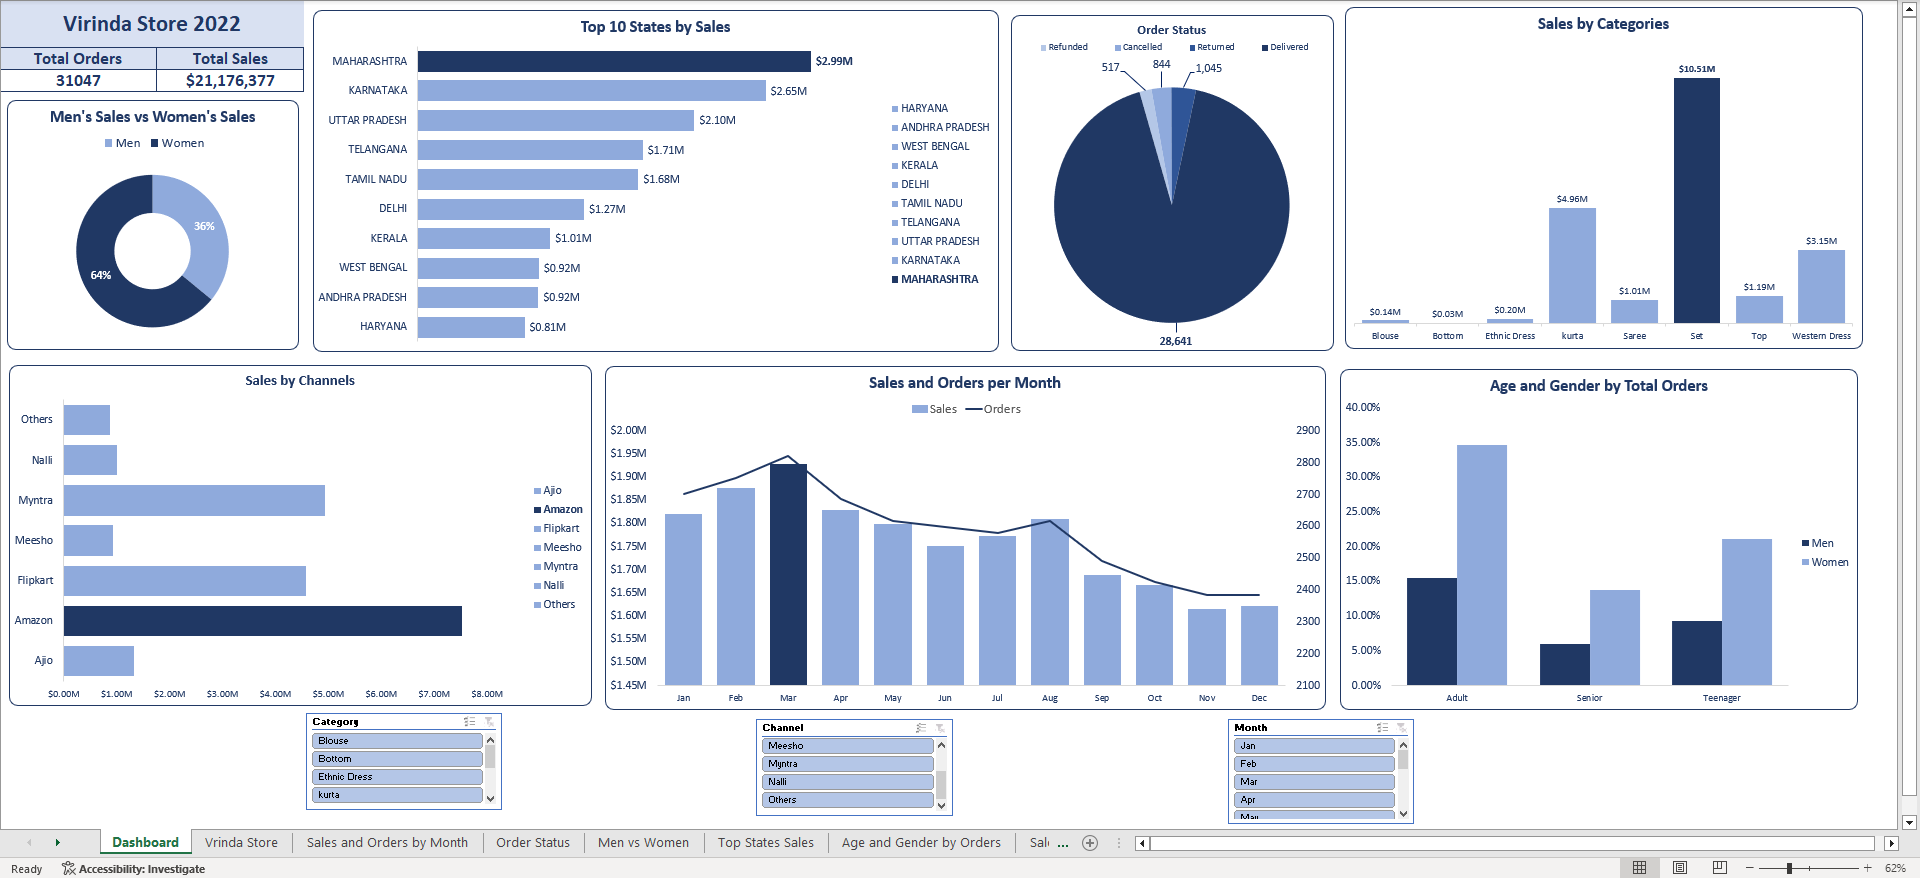 Virinda Store 2022
Total Orders Total Sales
31047 $21,176,377
Men's Sales vs Women's Sales
Men Women
36%
64%
Top 10 States by Sales
MAHARASHTRA $2.99M
KARNATAKA $2.65M
UTTAR PRADESH $2.10M
TELANGANA $1.71M
TAMIL NADU $1.68M
DELHI $1.27M
KERALA $1.01M
WEST BENGAL $0.92M
ANDHRA PRADESH $0.92M
HARYANA $0.81M
HARYANA
ANDHRA PRADESH
WEST BENGAL
KERALA
DELHI
TAMIL NADU
TELANGANA
UTTAR PRADESH
KARNATAKA
MAHARASHTRA
Order Status
Refunded Cancelled Returned Delivered
517 844 1,045
28,641
Sales by Categories
$0.14M $0.03M $0.20M $4.96M $1.01M $10.51M $1.19M $3.15M
Blouse Bottom Ethnic Dress kurta Saree Set Top Western Dress
Sales by Channels
Others
Nalli
Myntra
Meesho
Flipkart
Amazon
Ajio
$0.00M $1.00M $2.00M $3.00M $4.00M $5.00M $6.00M $7.00M $8.00M
Ajio
Amazon
Flipkart
Meesho
Myntra
Nalli
Others
Sales and Orders per Month
Sales Orders
$2.00M
$1.95M
$1.90M
$1.85M
$1.80M
$1.75M
$1.70M
$1.65M
$1.60M
$1.55M
$1.50M
$1.45M
2900
2800
2700
2600
2500
2400
2300
2200
2100
Jan Feb Mar Apr May Jun Jul Aug Sep Oct Nov Dec
Age and Gender by Total Orders
40.00%
35.00%
30.00%
25.00%
20.00%
15.00%
10.00%
5.00%
0.00%
Adult Senior Teenager
Men
Women
Category
Blouse
Bottom
Ethnic Dress
kurta
Channel
Meesho
Myntra
Nalli
Others
Month
Jan
Feb
Mar
Apr
May
Dashboard Vrinda Store Sales and Orders by Month Order Status Men vs Women Top States Sales Age and Gender by Orders Sal ...
Ready Accessibility: Investigate 62%